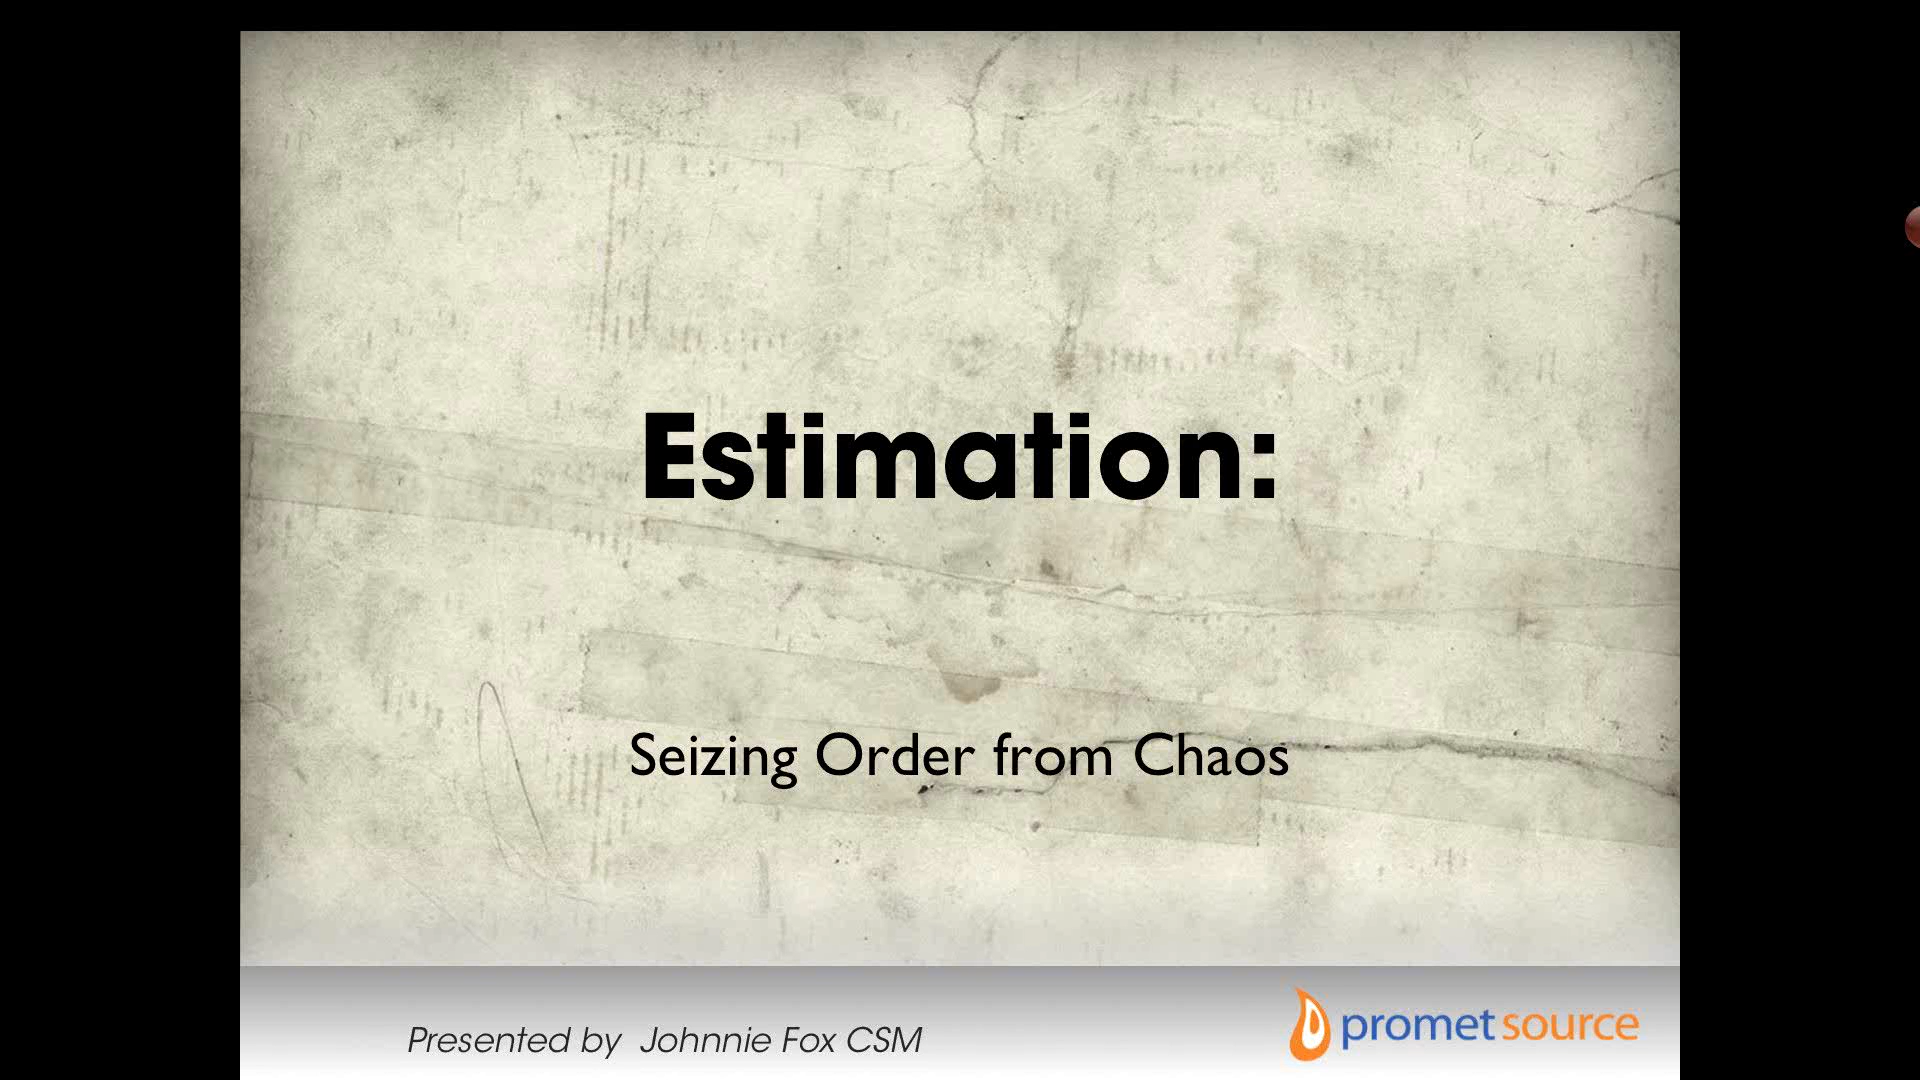 Estimation:
Seizing Order from Chaos
Presented by Johnnie Fox CSM
promet source